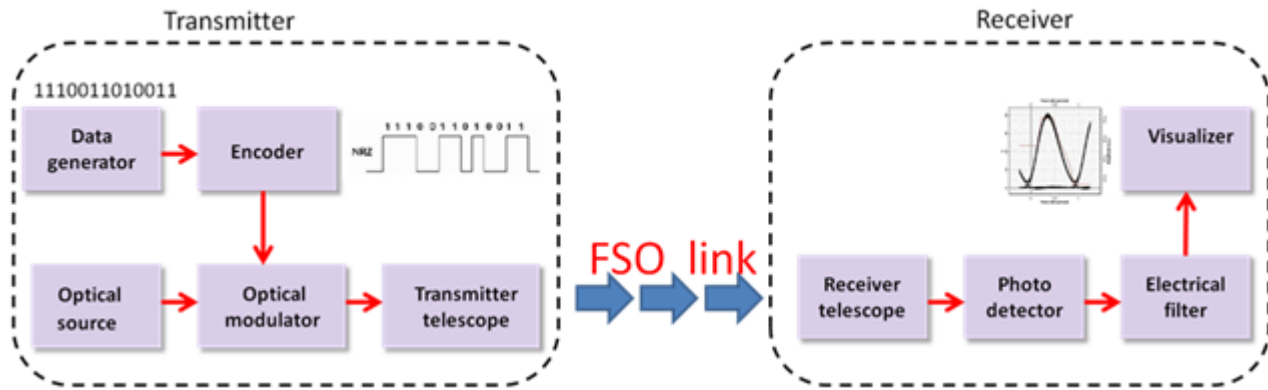 Transmitter
Receiver
1110011010011
Data
generator
Encoder
1 1 1 0 0 1 1 0 1 0 0 1 1
NRZ
Visualizer
FSO link
Optical
source
Optical
modulator
Transmitter
telescope
Receiver
telescope
Photo
detector
Electrical
filter